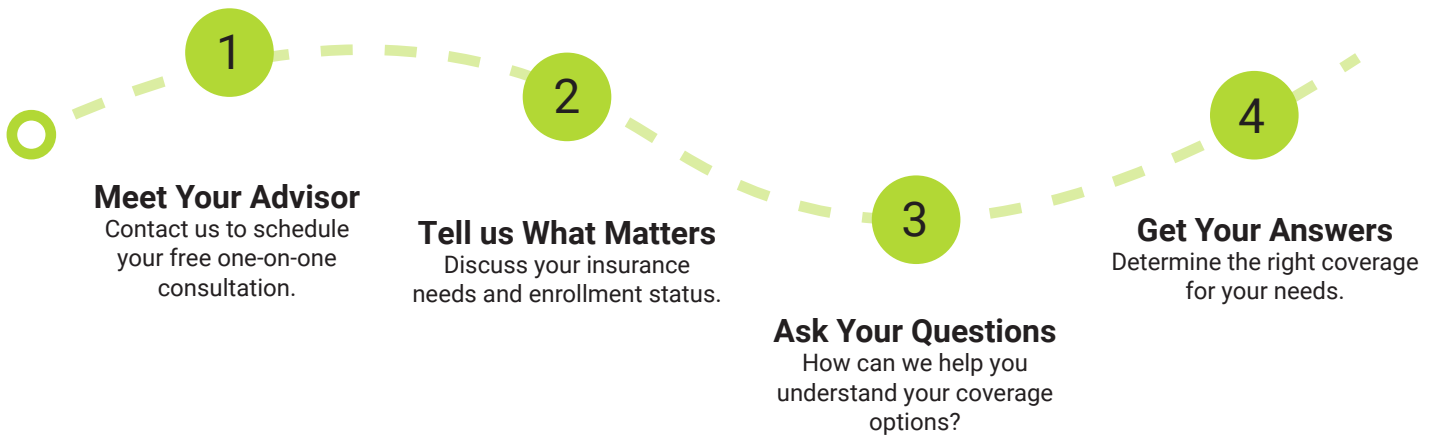 1
Meet Your Advisor
Contact us to schedule
your free one-on-one
consultation.
2
Tell us What Matters
Discuss your insurance
needs and enrollment status.
3
Ask Your Questions
How can we help you
understand your coverage
options?
4
Get Your Answers
Determine the right coverage
for your needs.